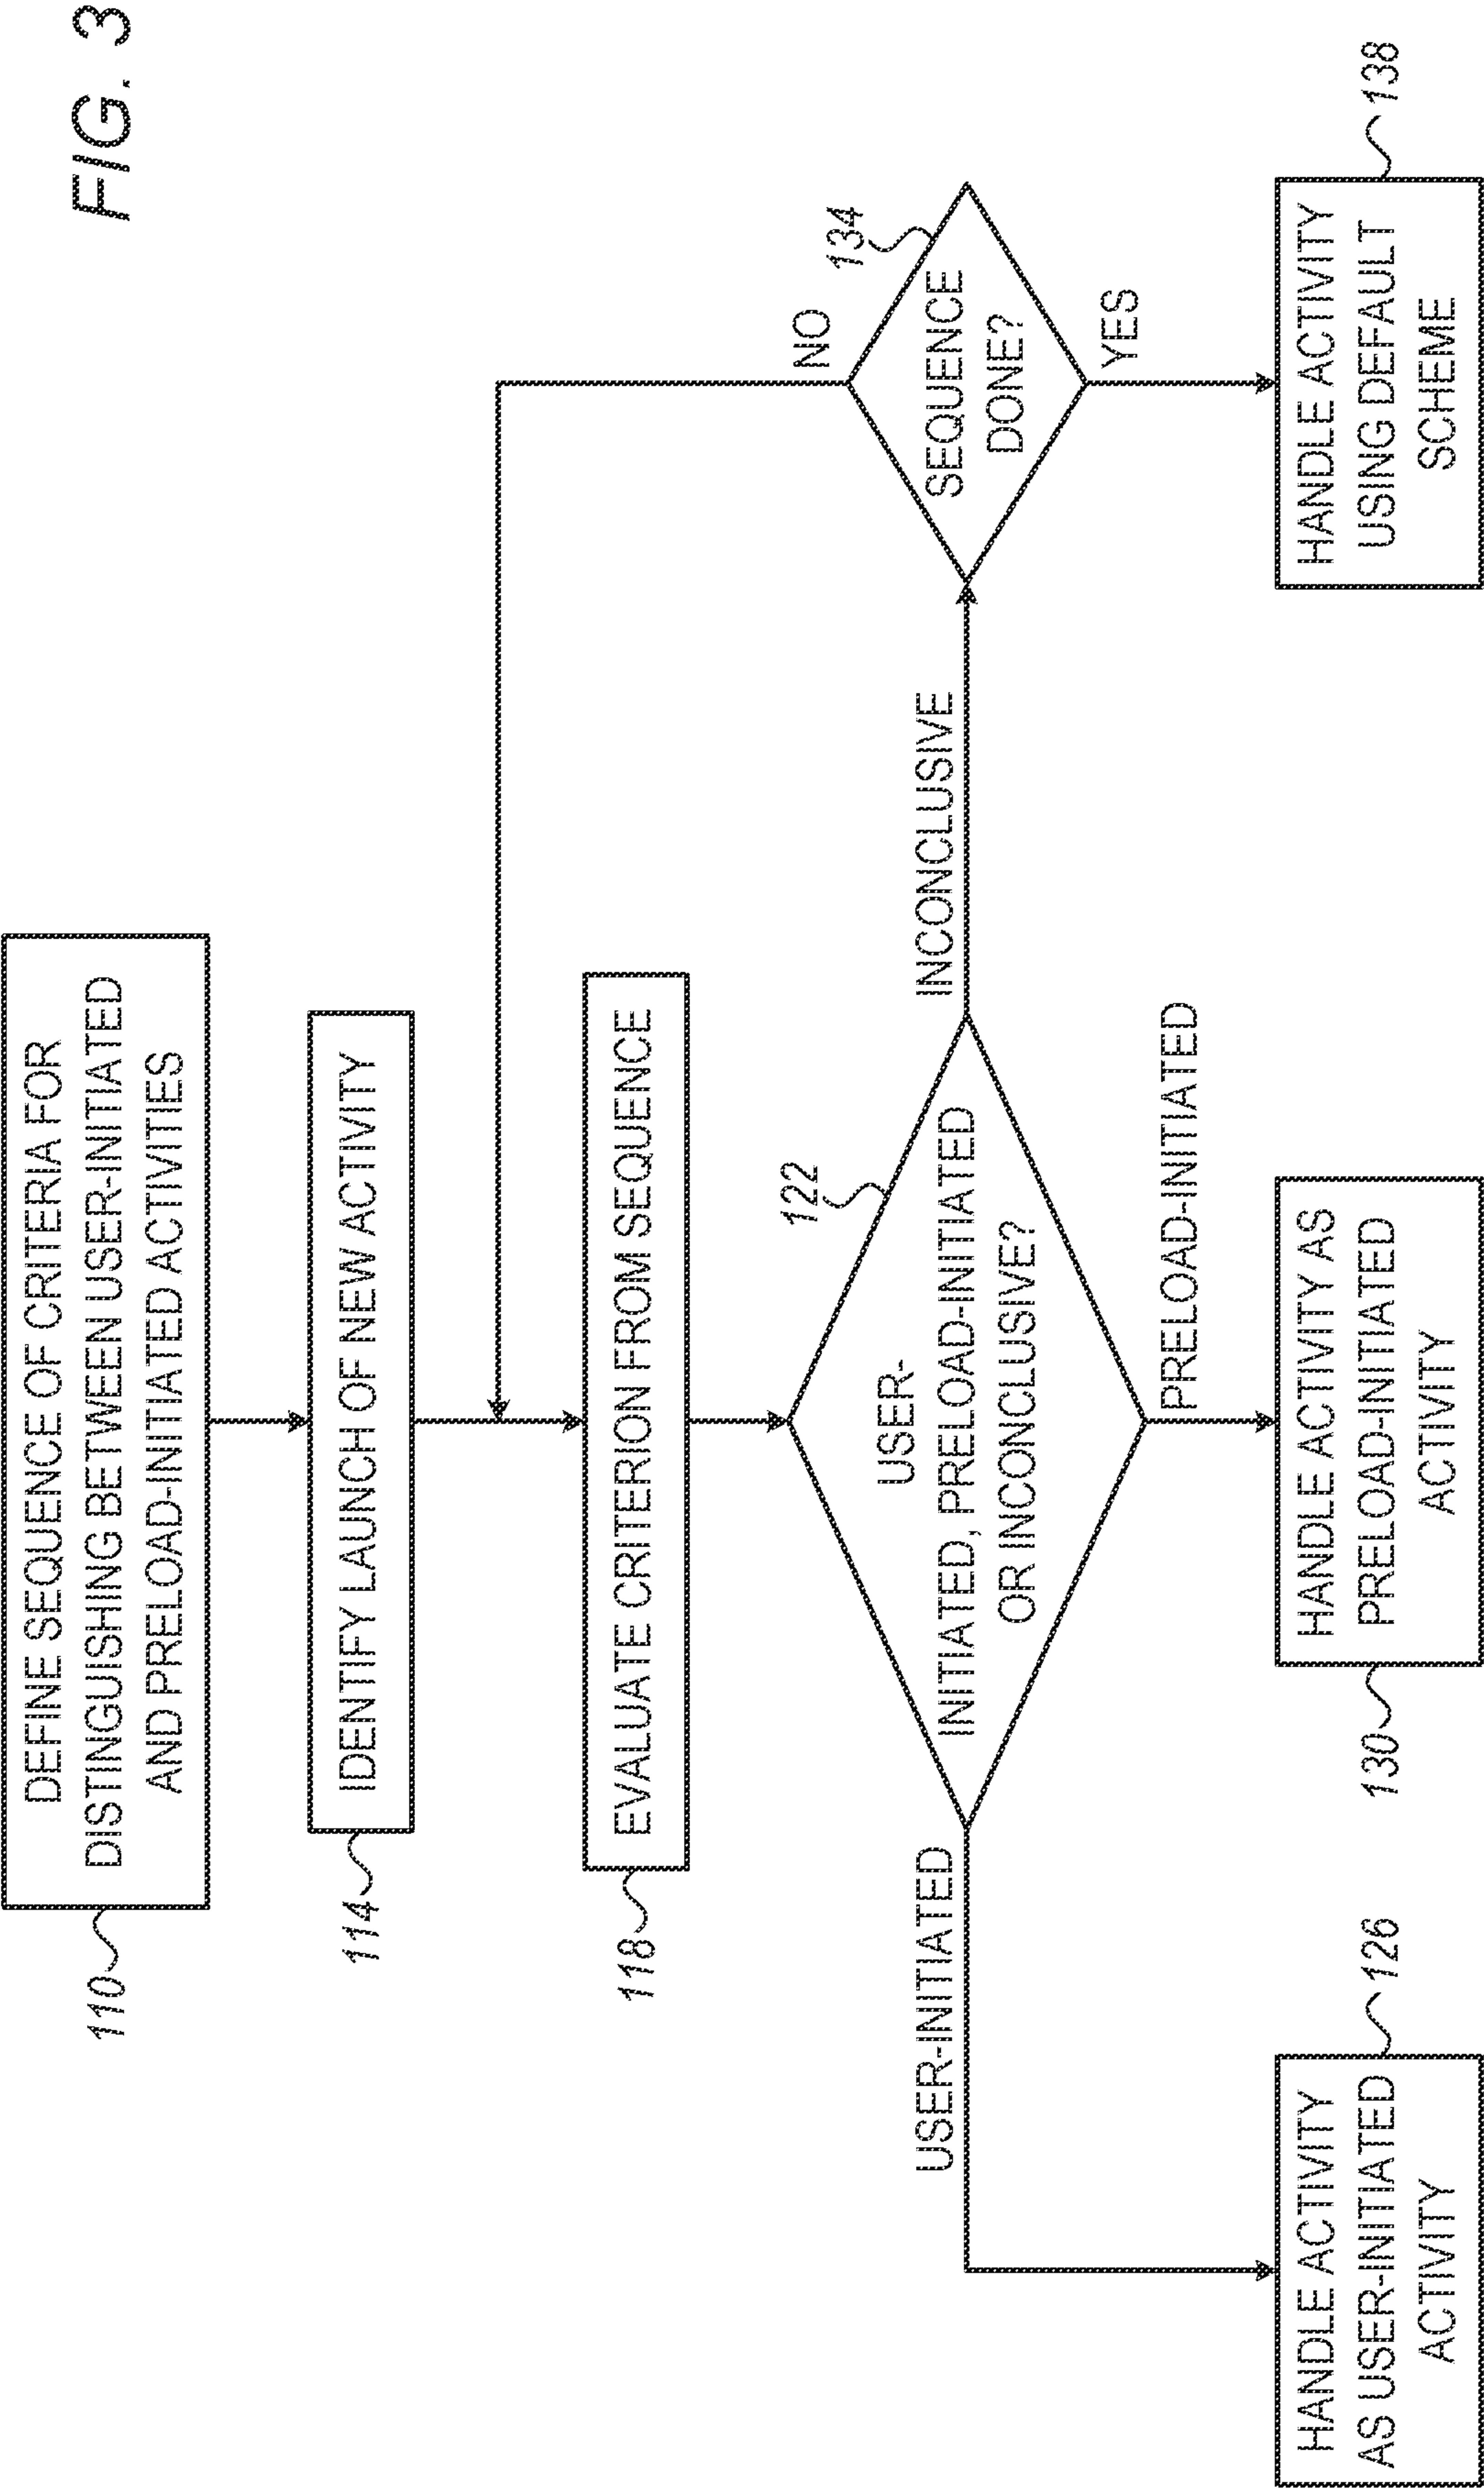 FIG. 3
DEFINE SEQUENCE OF CRITERIA FOR
DISTINGUISHING BETWEEN USER-INITIATED
AND PRELOAD-INITIATED ACTIVITIES
110
IDENTIFY LAUNCH OF NEW ACTIVITY
114
EVALUATE CRITERION FROM SEQUENCE
118
122
USER-
INITIATED, PRELOAD-INITIATED
OR INCONCLUSIVE?
USER-INITIATED
INCONCLUSIVE
PRELOAD-INITIATED
134
SEQUENCE
DONE?
NO
YES
HANDLE ACTIVITY
AS USER-INITIATED
ACTIVITY
126
HANDLE ACTIVITY AS
PRELOAD-INITIATED
ACTIVITY
130
HANDLE ACTIVITY
USING DEFAULT
SCHEME
138